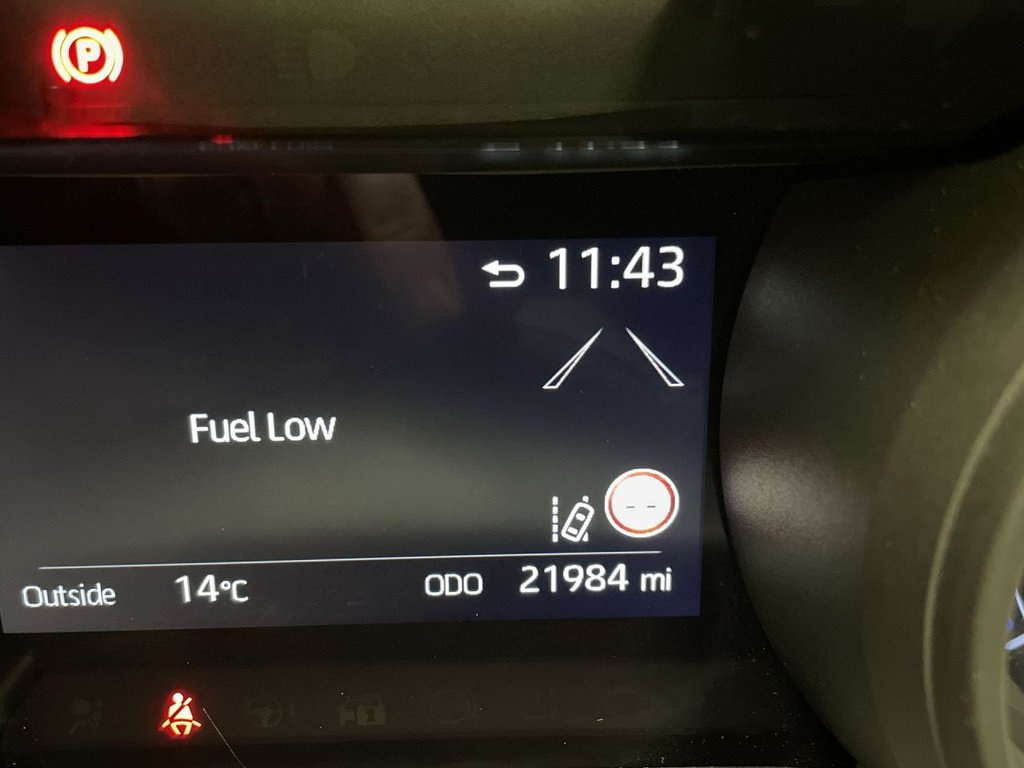 P
11:43
Fuel Low
--
Outside 14°C ODO 21984 mi